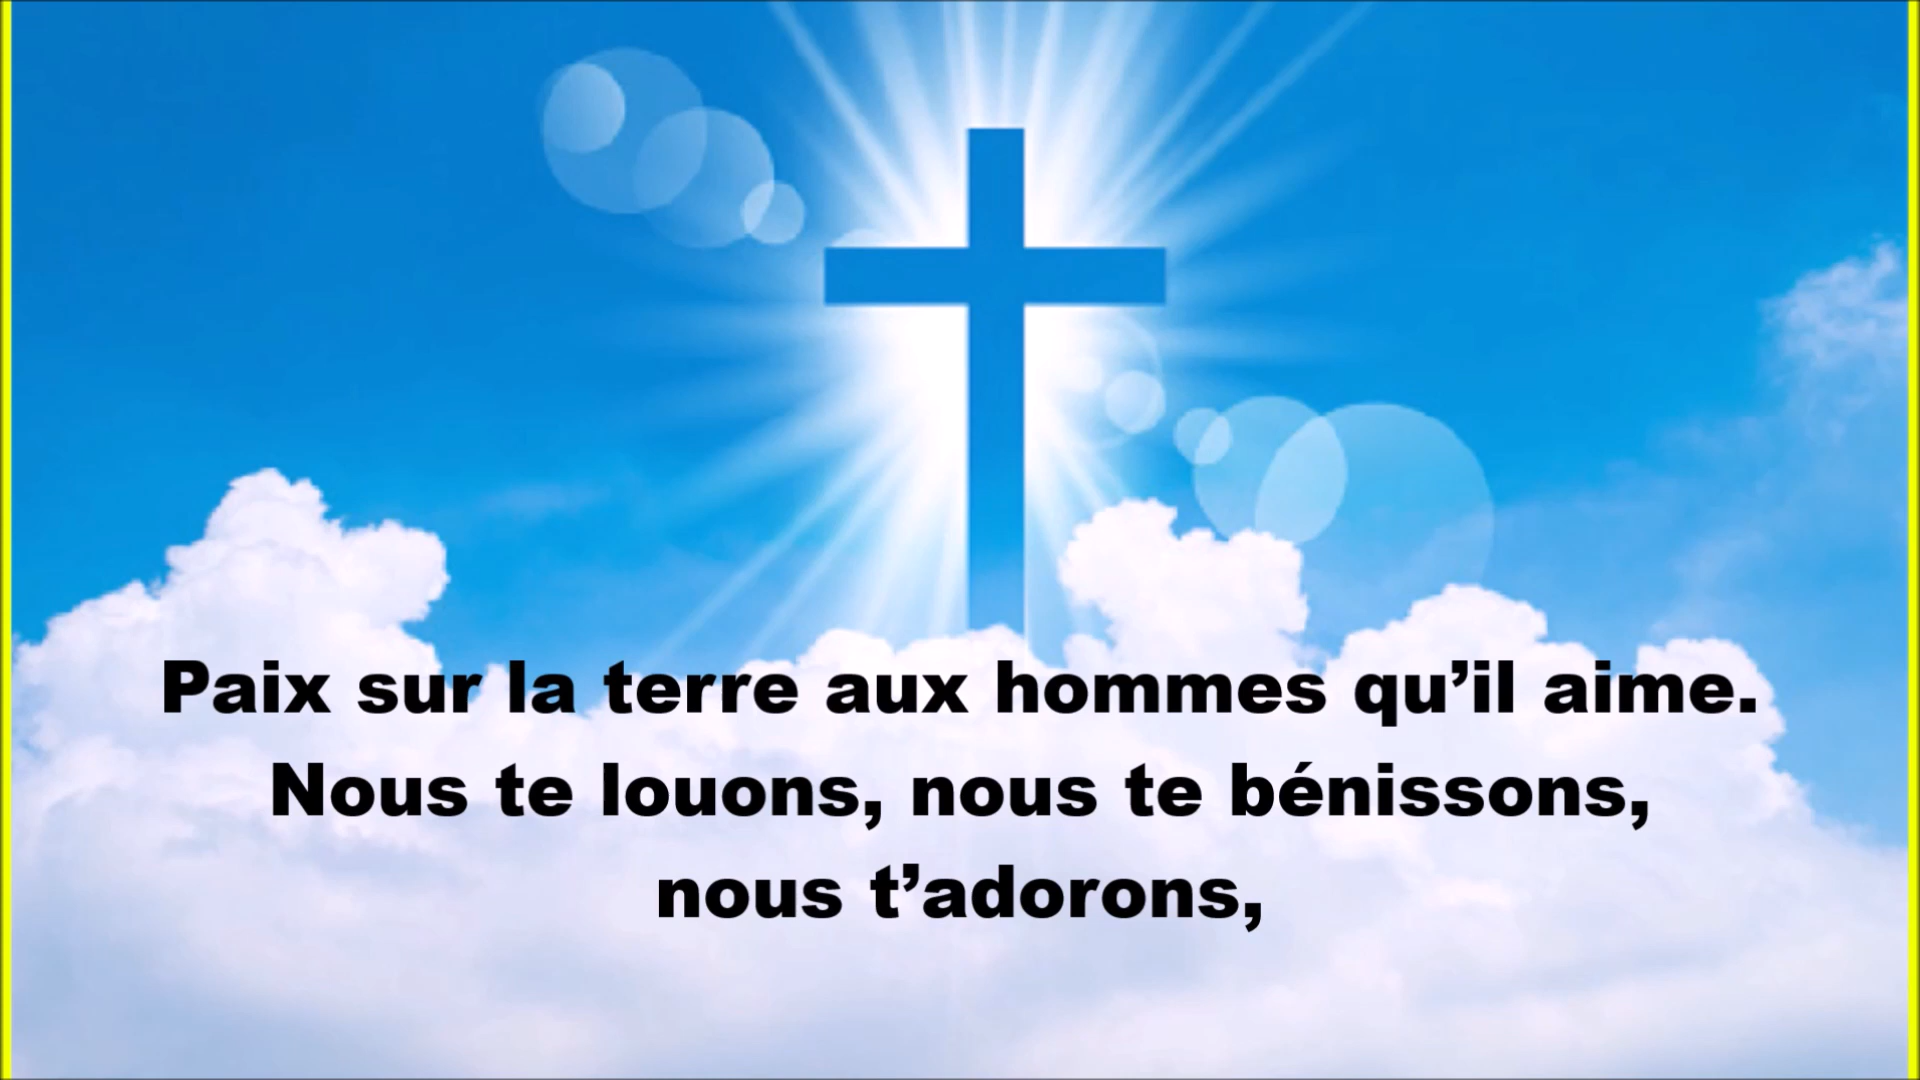 Paix sur la terre aux hommes qu’il aime.
Nous te louons, nous te bénissons,
nous t’adorons,